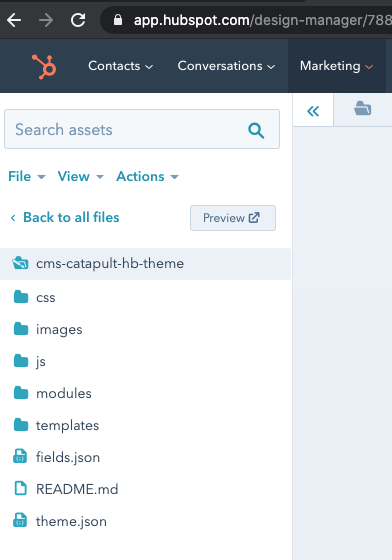 app.hubspot.com/design-manager/788
Contacts Conversations Marketing
Search assets
File View Actions
Back to all files Preview
cms-catapult-hb-theme
css
images
js
modules
templates
fields.json
README.md
theme.json